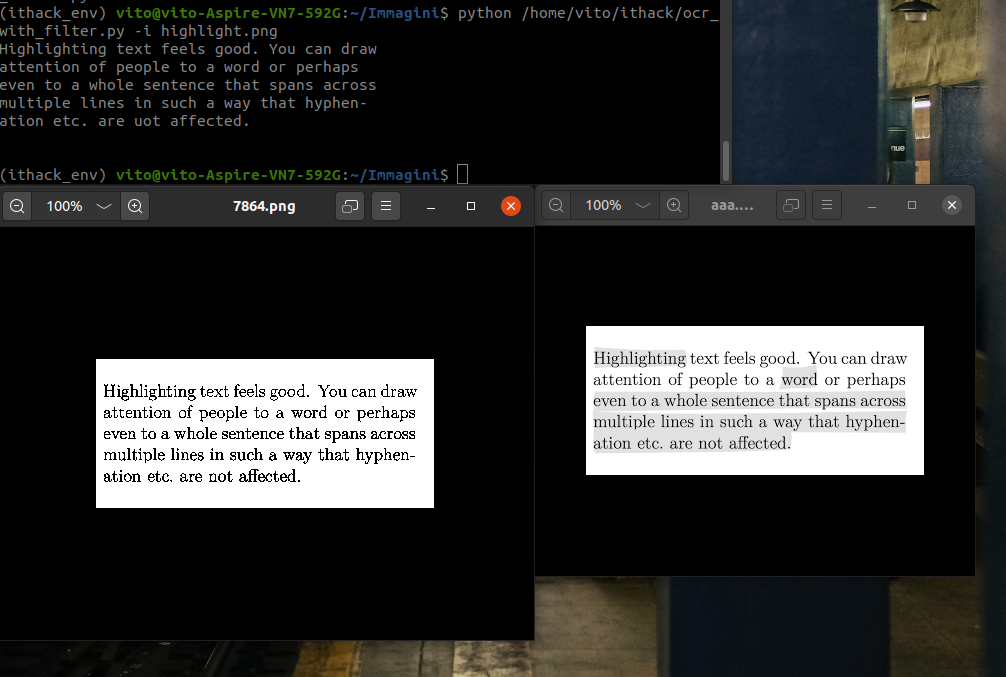 (ithack_env) vito@vito-Aspire-VN7-592G:~/Immagini$ python /home/vito/ithack/ocr_
with_filter.py -i highlight.png
Highlighting text feels good. You can draw
attention of people to a word or perhaps
even to a whole sentence that spans across
multiple lines in such a way that hyphen-
ation etc. are uot affected.
(ithack_env) vito@vito-Aspire-VN7-592G:~/Immagini$
100%
7864.png
Highlighting text feels good. You can draw
attention of people to a word or perhaps
even to a whole sentence that spans across
multiple lines in such a way that hyphen-
ation etc. are not affected.
100%
aaa....
Highlighting text feels good. You can draw
attention of people to a word or perhaps
even to a whole sentence that spans across
multiple lines in such a way that hyphen-
ation etc. are not affected.
nue